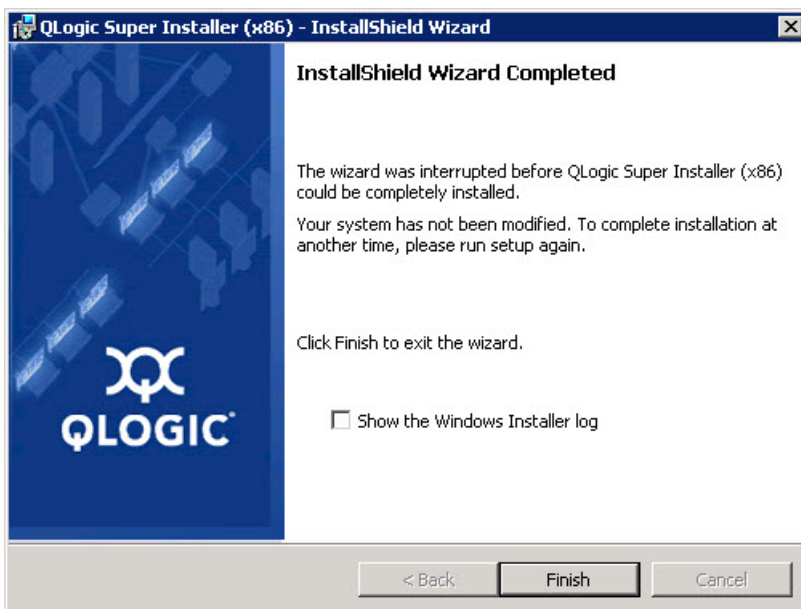 QLogic Super Installer (x86) - InstallShield Wizard
InstallShield Wizard Completed
The wizard was interrupted before QLogic Super Installer (x86)
could be completely installed.
Your system has not been modified. To complete installation at
another time, please run setup again.
Click Finish to exit the wizard.
Show the Windows Installer log
QLOGIC
< Back
Finish
Cancel